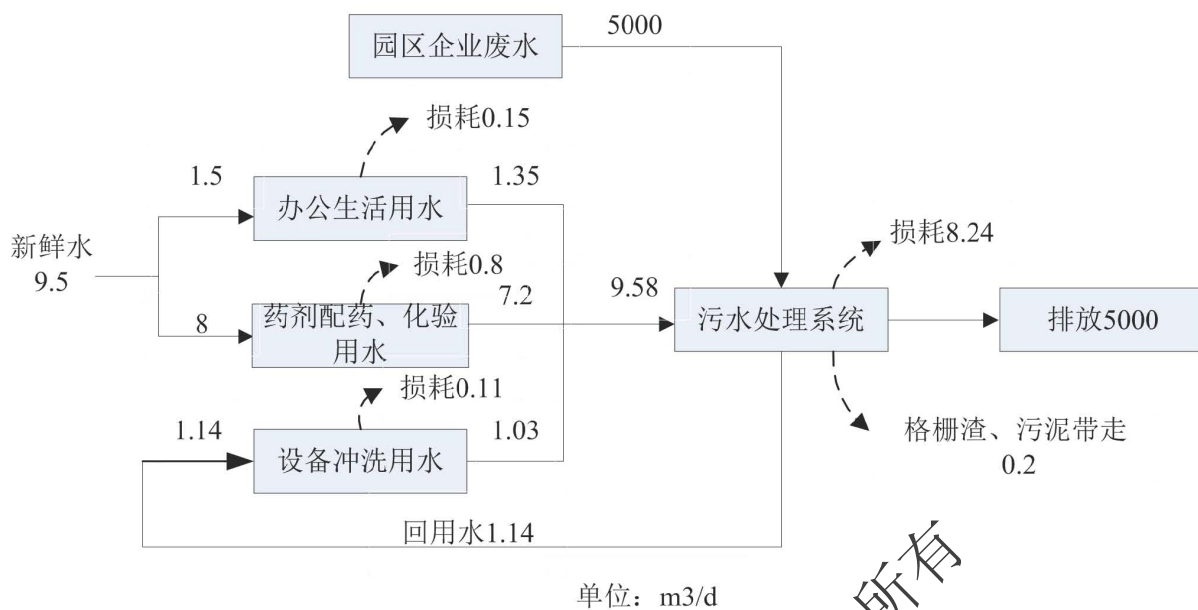 园区企业废水
5000
损耗0.15
1.5
办公生活用水
1.35
新鲜水
9.5
损耗0.8
8
药剂配药、化验
用水
7.2
9.58
污水处理系统
损耗8.24
排放5000
损耗0.11
1.14
设备冲洗用水
1.03
格栅渣、污泥带走
0.2
回用水1.14
单位：m3/d
所有